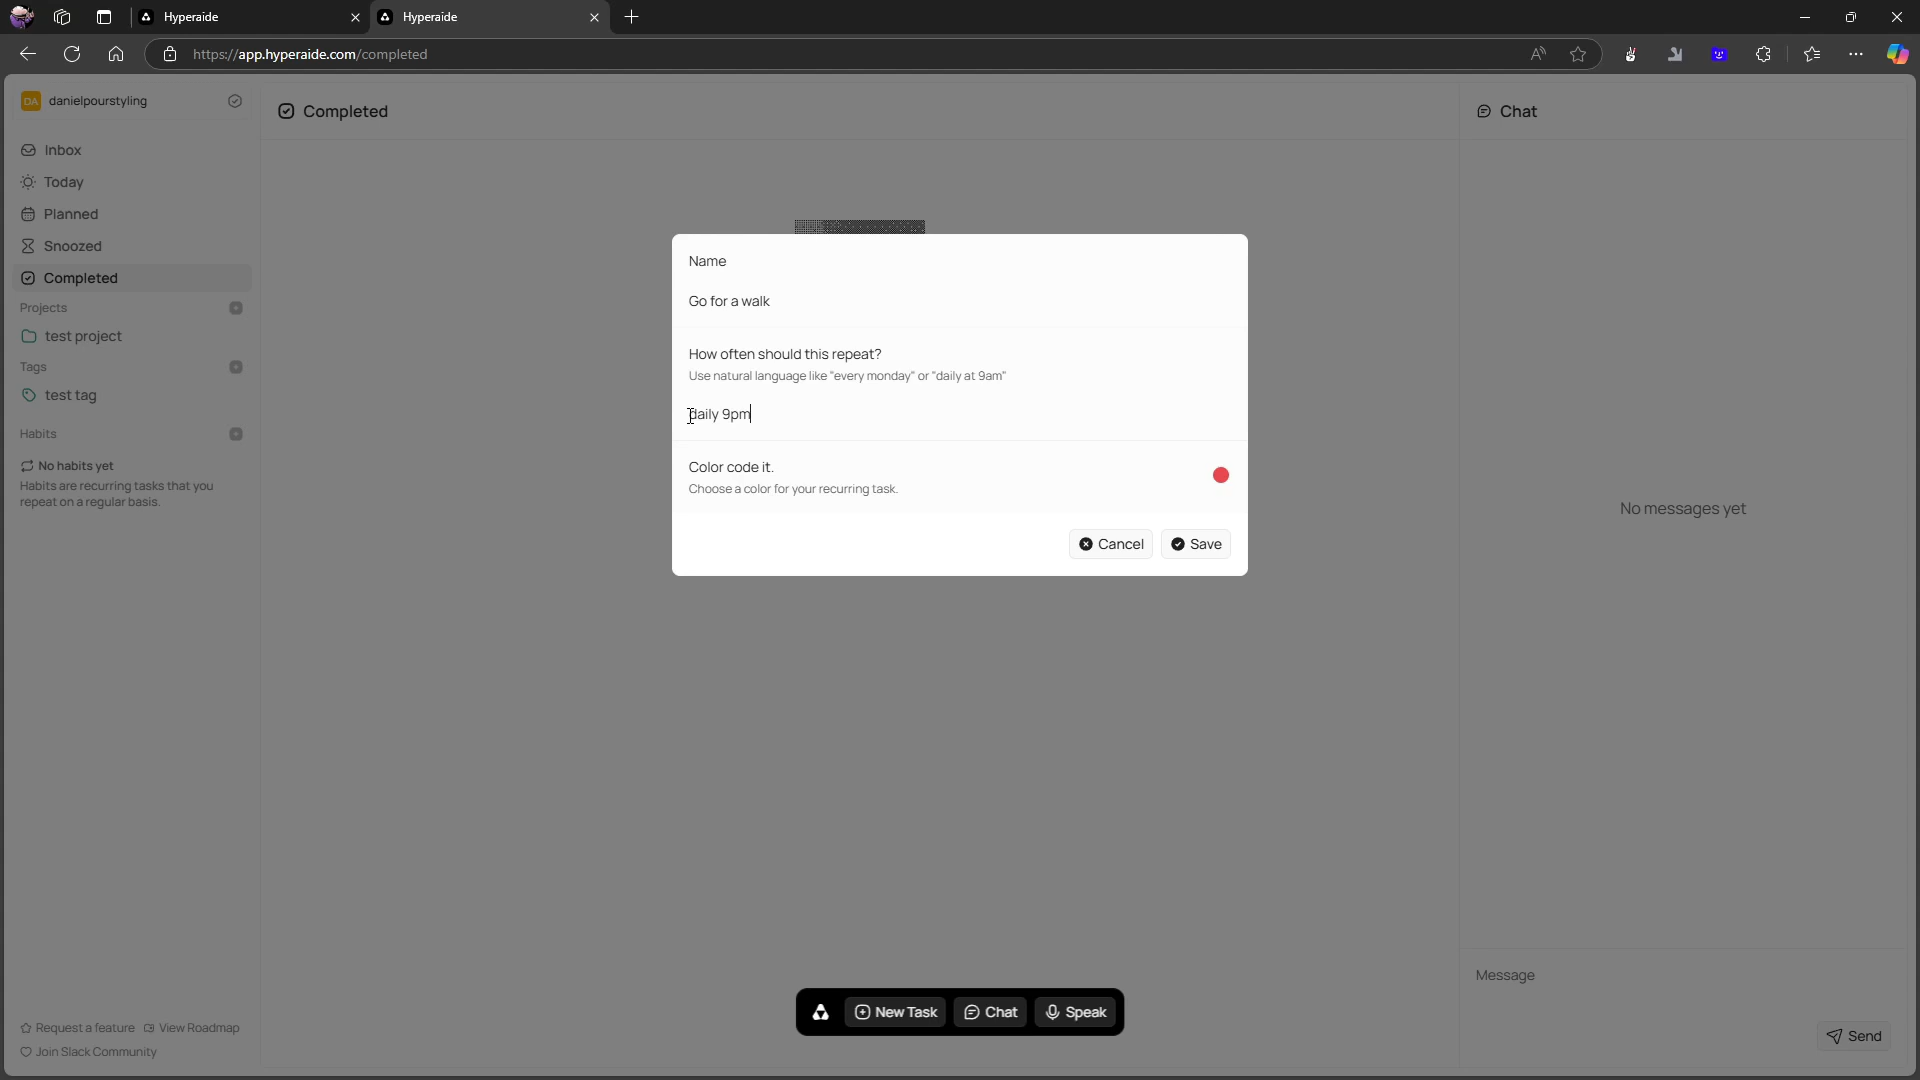 Hyperaide
Hyperaide
https://app.hyperaide.com/completed
DA danielpourstyling
Inbox
Today
Planned
Snoozed
Completed
Projects
test project
Tags
test tag
Habits
No habits yet
Habits are recurring tasks that you
repeat on a regular basis.
Request a feature
View Roadmap
Join Slack Community
Completed
Name
Go for a walk
How often should this repeat?
Use natural language like "every monday" or "daily at 9am"
daily 9pm
Color code it.
Choose a color for your recurring task.
Cancel
Save
New Task
Chat
Speak
Chat
No messages yet
Message
Send